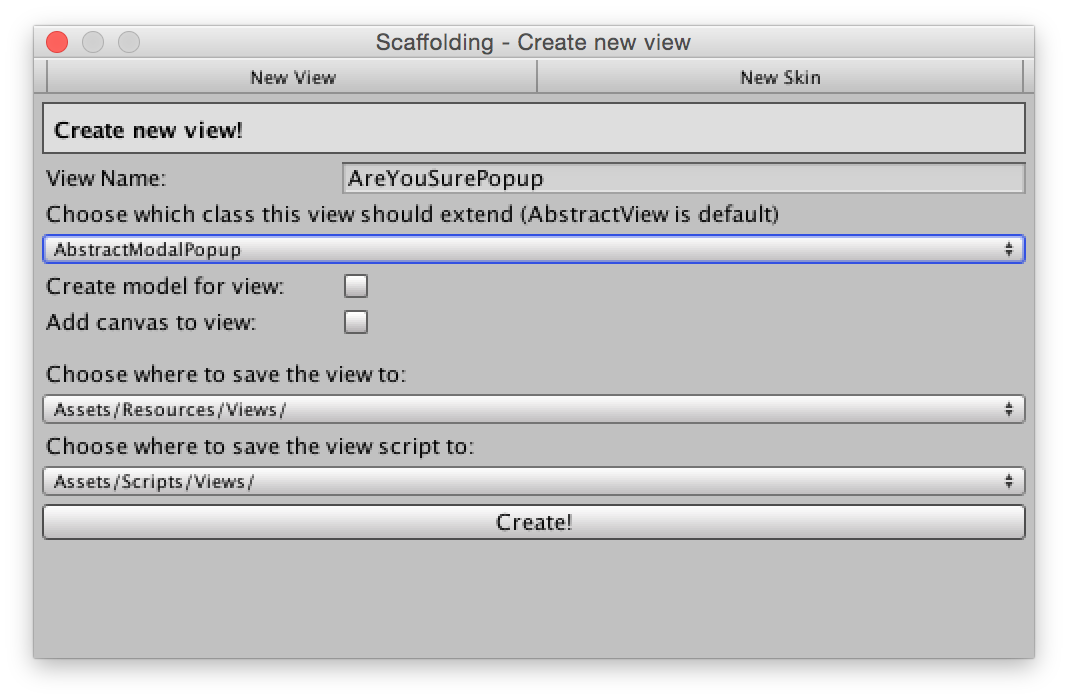 Scaffolding - Create new view
New View New Skin
Create new view!
View Name: AreYouSurePopup
Choose which class this view should extend (AbstractView is default)
AbstractModalPopup
Create model for view:
Add canvas to view:
Choose where to save the view to:
Assets/Resources/Views/
Choose where to save the view script to:
Assets/Scripts/Views/
Create!